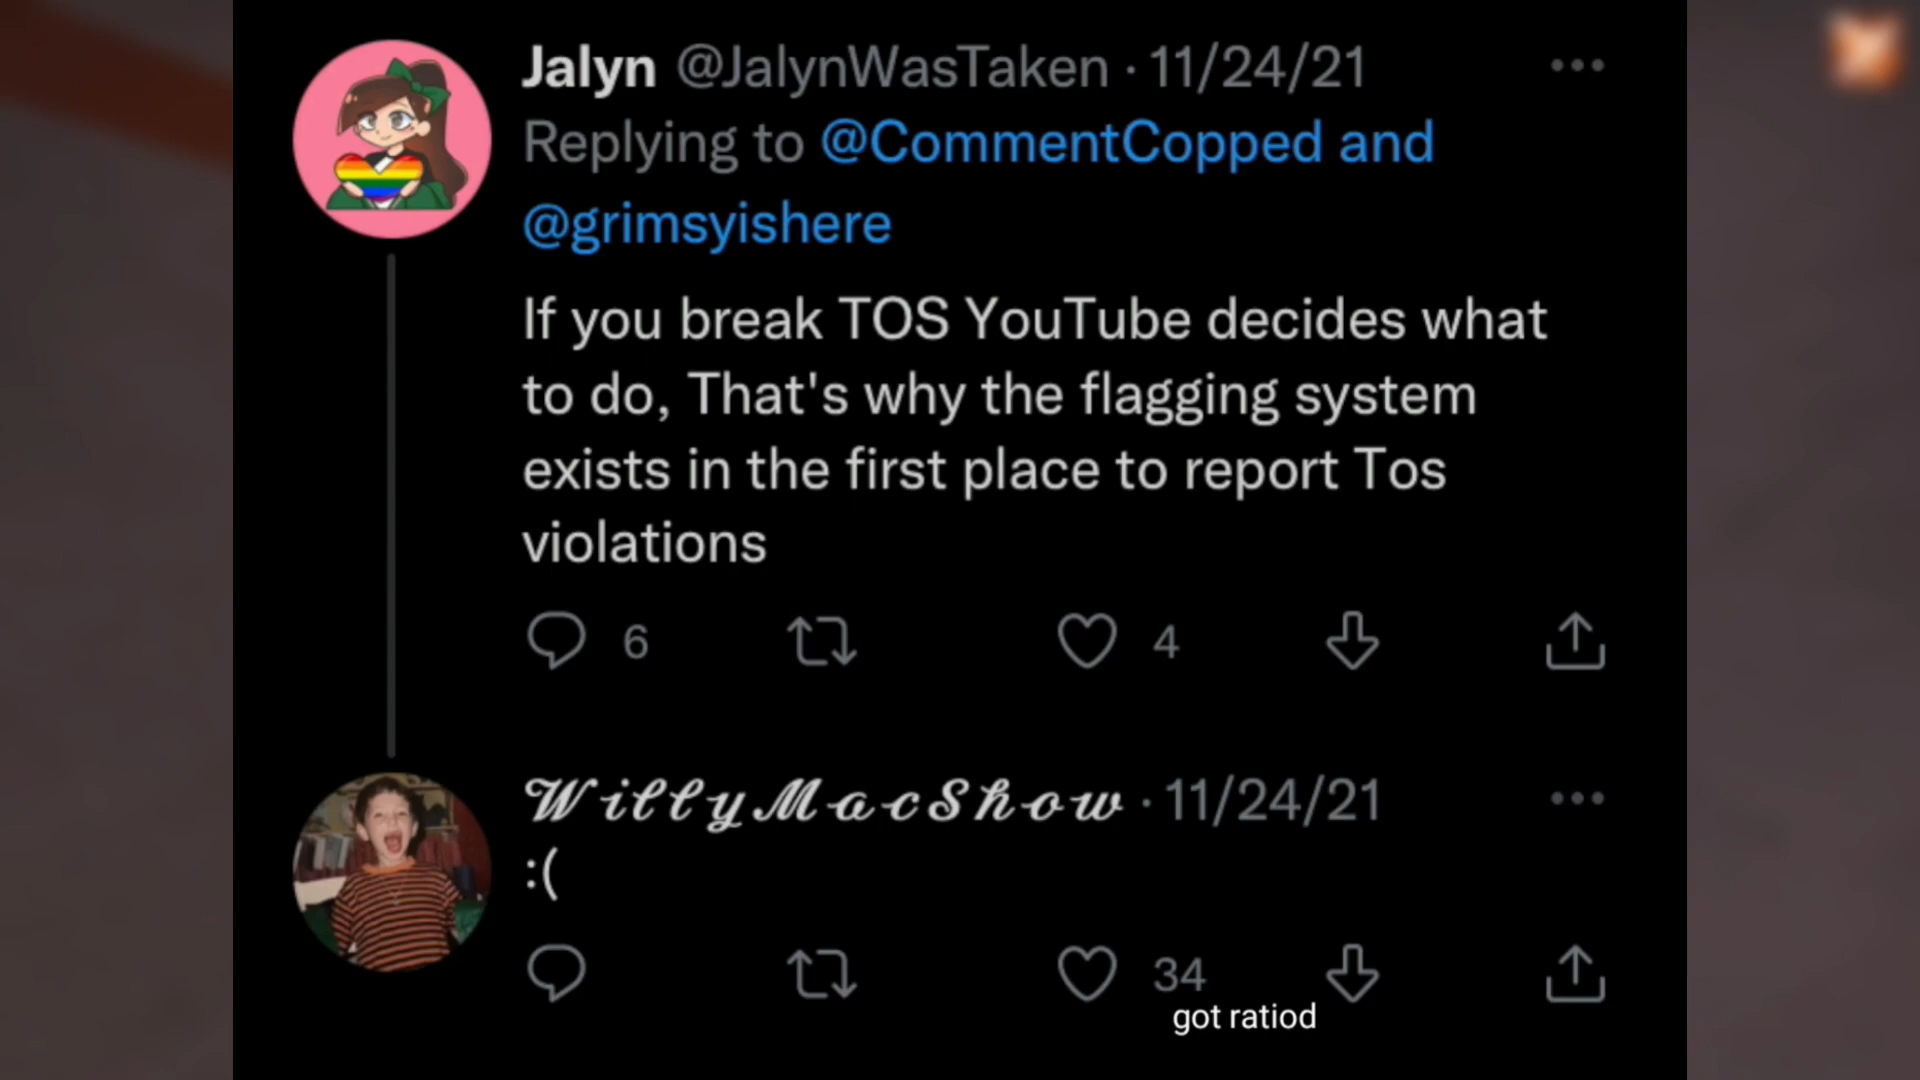 Jalyn @JalynWasTaken · 11/24/21
Replying to @CommentCopped and
@grimsyishere
If you break TOS YouTube decides what
to do, That's why the flagging system
exists in the first place to report Tos
violations
6 4
𝓦𝓲𝓵𝓵𝔂𝓜𝓪𝓬𝓢𝓱𝓸𝔀 · 11/24/21
:(
34
got ratiod